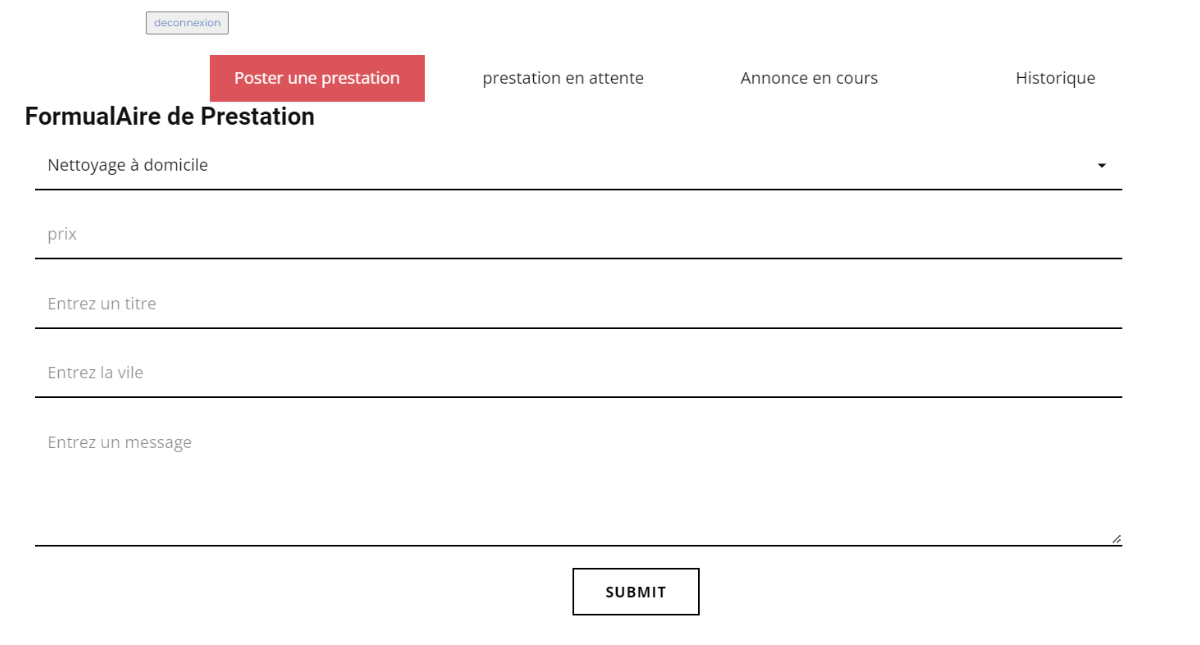 deconnexion
Poster une prestation prestation en attente Annonce en cours Historique
FormualAire de Prestation
Nettoyage à domicile
prix
Entrez un titre
Entrez la vile
Entrez un message
SUBMIT